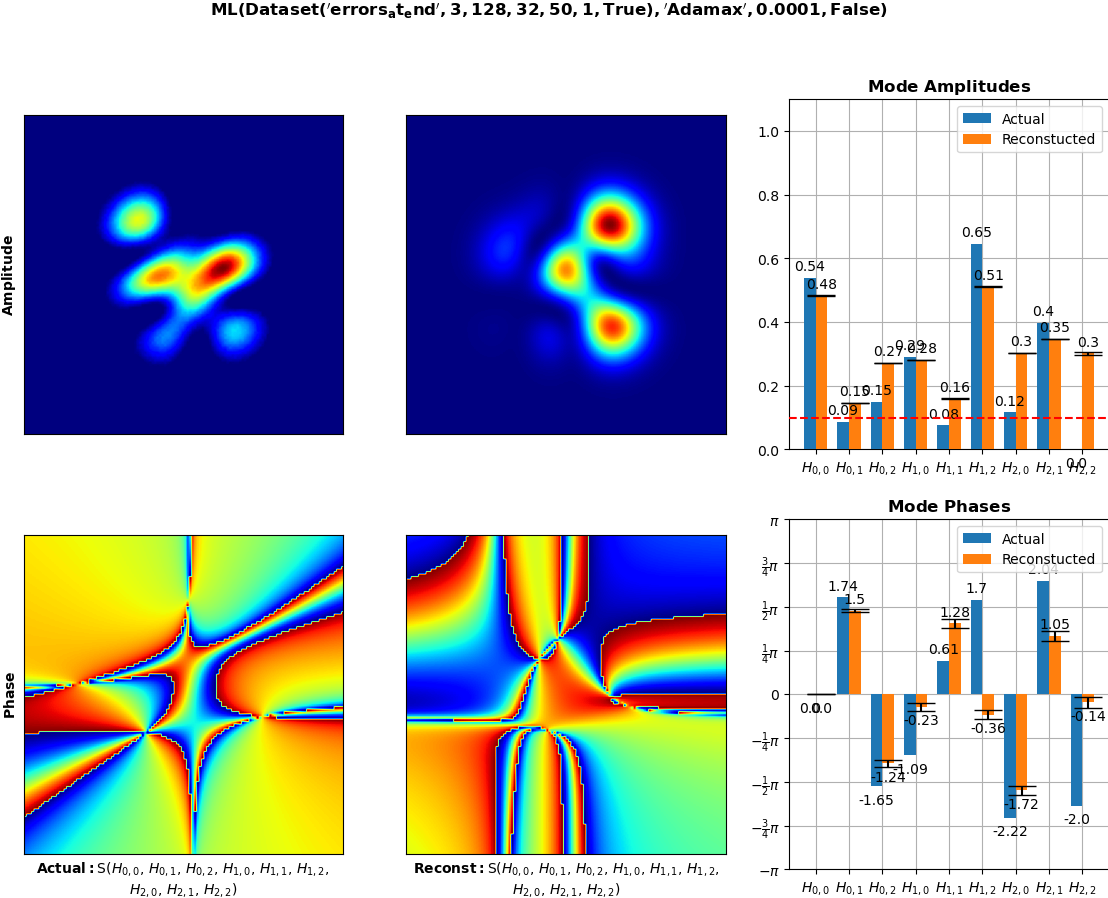 ML(Dataset('errors_at_end', 3, 128, 32, 50, 1, True), 'Adamax', 0.0001, False)
Amplitude
Mode Amplitudes
Actual
Reconstucted
1.0
0.8
0.6
0.4
0.2
0.0
0.54
0.48
0.09
0.15
0.15
0.27
0.29
0.28
0.08
0.16
0.65
0.51
0.12
0.3
0.4
0.35
0.0
0.3
H0,0 H0,1 H0,2 H1,0 H1,1 H1,2 H2,0 H2,1 H2,2
Phase
Mode Phases
Actual
Reconstucted
π
3/4π
1/2π
1/4π
0
−1/4π
−1/2π
−3/4π
−π
0.0
0.0
1.74
1.5
-1.65
-1.24
-1.09
-0.23
0.61
1.28
1.7
-0.36
-2.22
-1.72
2.04
1.05
-2.0
-0.14
H0,0 H0,1 H0,2 H1,0 H1,1 H1,2 H2,0 H2,1 H2,2
Actual: S(H0,0, H0,1, H0,2, H1,0, H1,1, H1,2,
H2,0, H2,1, H2,2)
Reconst: S(H0,0, H0,1, H0,2, H1,0, H1,1, H1,2,
H2,0, H2,1, H2,2)